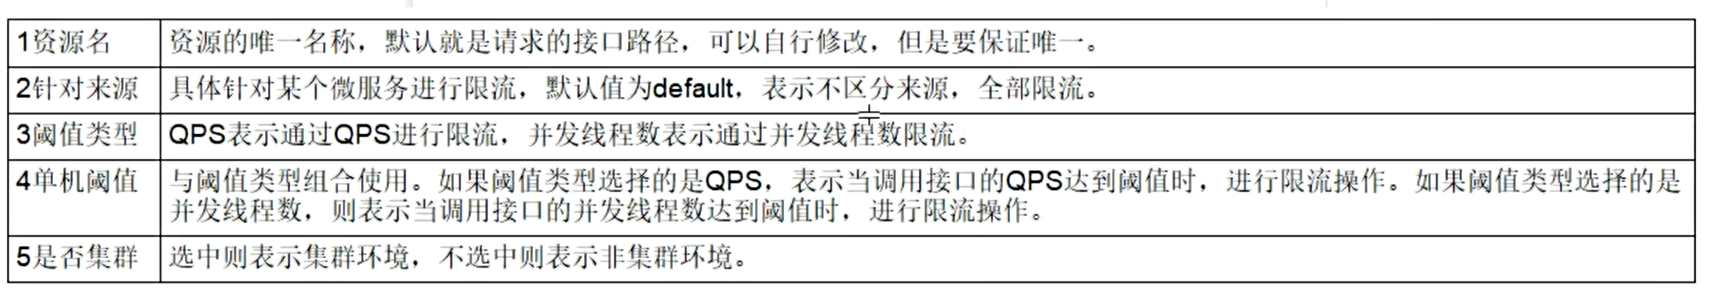 1资源名 资源的唯一名称，默认就是请求的接口路径，可以自行修改，但是要保证唯一。
2针对来源 具体针对某个微服务进行限流，默认值为default，表示不区分来源，全部限流。
3阈值类型 QPS表示通过QPS进行限流，并发线程数表示通过并发线程数限流。
4单机阈值 与阈值类型组合使用。如果阈值类型选择的是QPS，表示当调用接口的QPS达到阈值时，进行限流操作。如果阈值类型选择的是
并发线程数，则表示当调用接口的并发线程数达到阈值时，进行限流操作。
5是否集群 选中则表示集群环境，不选中则表示非集群环境。